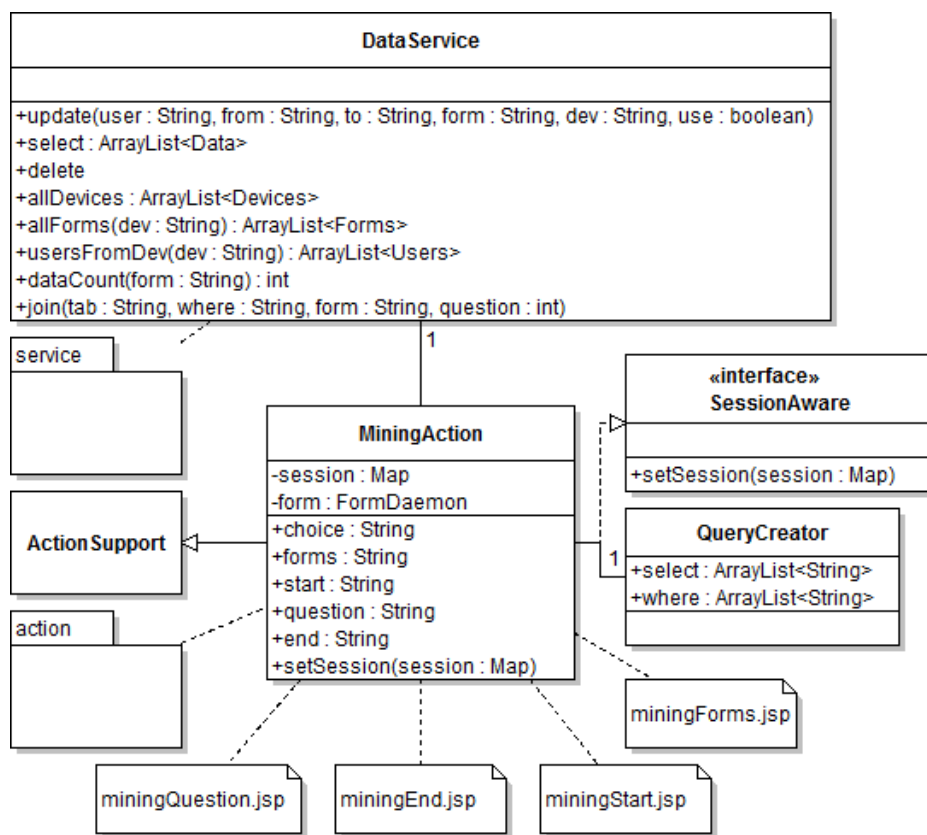 DataService
+update(user : String, from : String, to : String, form : String, dev : String, use : boolean)
+select : ArrayList<Data>
+delete
+allDevices : ArrayList<Devices>
+allForms(dev : String) : ArrayList<Forms>
+usersFromDev(dev : String) : ArrayList<Users>
+dataCount(form : String) : int
+join(tab : String, where : String, form : String, question : int)
1
service
«interface»
SessionAware
+setSession(session : Map)
MiningAction
-session : Map
-form : FormDaemon
+choice : String
+forms : String
+start : String
+question : String
+end : String
+setSession(session : Map)
ActionSupport
1
QueryCreator
+select : ArrayList<String>
+where : ArrayList<String>
action
miningForms.jsp
miningQuestion.jsp
miningEnd.jsp
miningStart.jsp